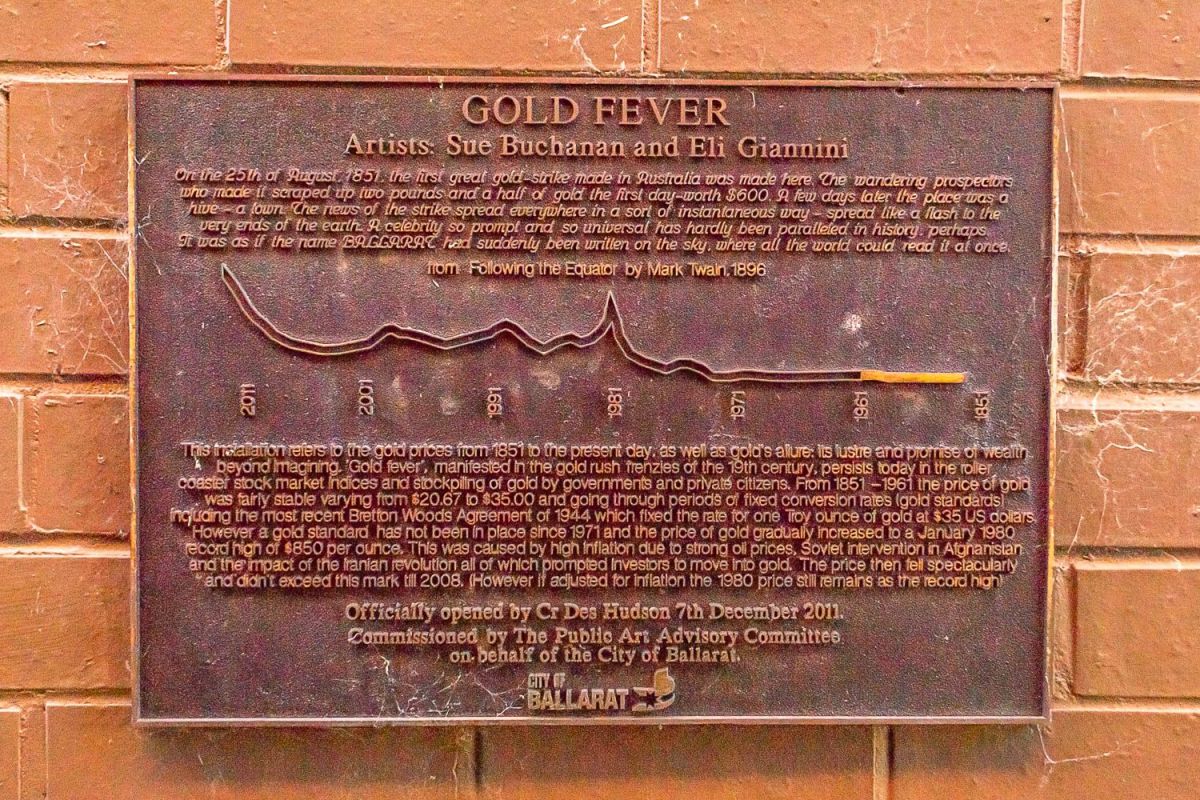 GOLD FEVER
Artists: Sue Buchanan and Eli Giannini
On the 25th of August, 1851, the first great gold-strike made in Australia was made here. The wandering prospectors
who made it scraped up two pounds and a half of gold the first day-worth $600. A few days later the place was a
hive - a town. The news of the strike spread everywhere in a sort of instantaneous way - spread like a flash to the
very ends of the earth. A celebrity so prompt and so universal has hardly been paralleled in history, perhaps.
It was as if the name BALLARAT had suddenly been written on the sky, where all the world could read it at once.
from Following the Equator by Mark Twain, 1896
2011 2001 1991 1981 1971 1961 1851
This installation refers to the gold prices from 1851 to the present day, as well as gold's allure: its lustre and promise of wealth
beyond imagining. 'Gold fever', manifested in the gold rush frenzies of the 19th century, persists today in the roller
coaster stock market indices and stockpiling of gold by governments and private citizens. From 1851 -1961 the price of gold
was fairly stable varying from $20.67 to $35.00 and going through periods of fixed conversion rates (gold standards)
including the most recent Bretton Woods Agreement of 1944 which fixed the rate for one Troy ounce of gold at $35 US dollars.
However a gold standard has not been in place since 1971 and the price of gold gradually increased to a January 1980
record high of $850 per ounce. This was caused by high inflation due to strong oil prices, Soviet intervention in Afghanistan
and the impact of the Iranian revolution all of which prompted investors to move into gold. The price then fell spectacularly
and didn't exceed this mark till 2008. (However if adjusted for inflation the 1980 price still remains as the record high)
Officially opened by Cr Des Hudson 7th December 2011.
Commissioned by The Public Art Advisory Committee
on behalf of the City of Ballarat.
CITY OF
BALLARAT